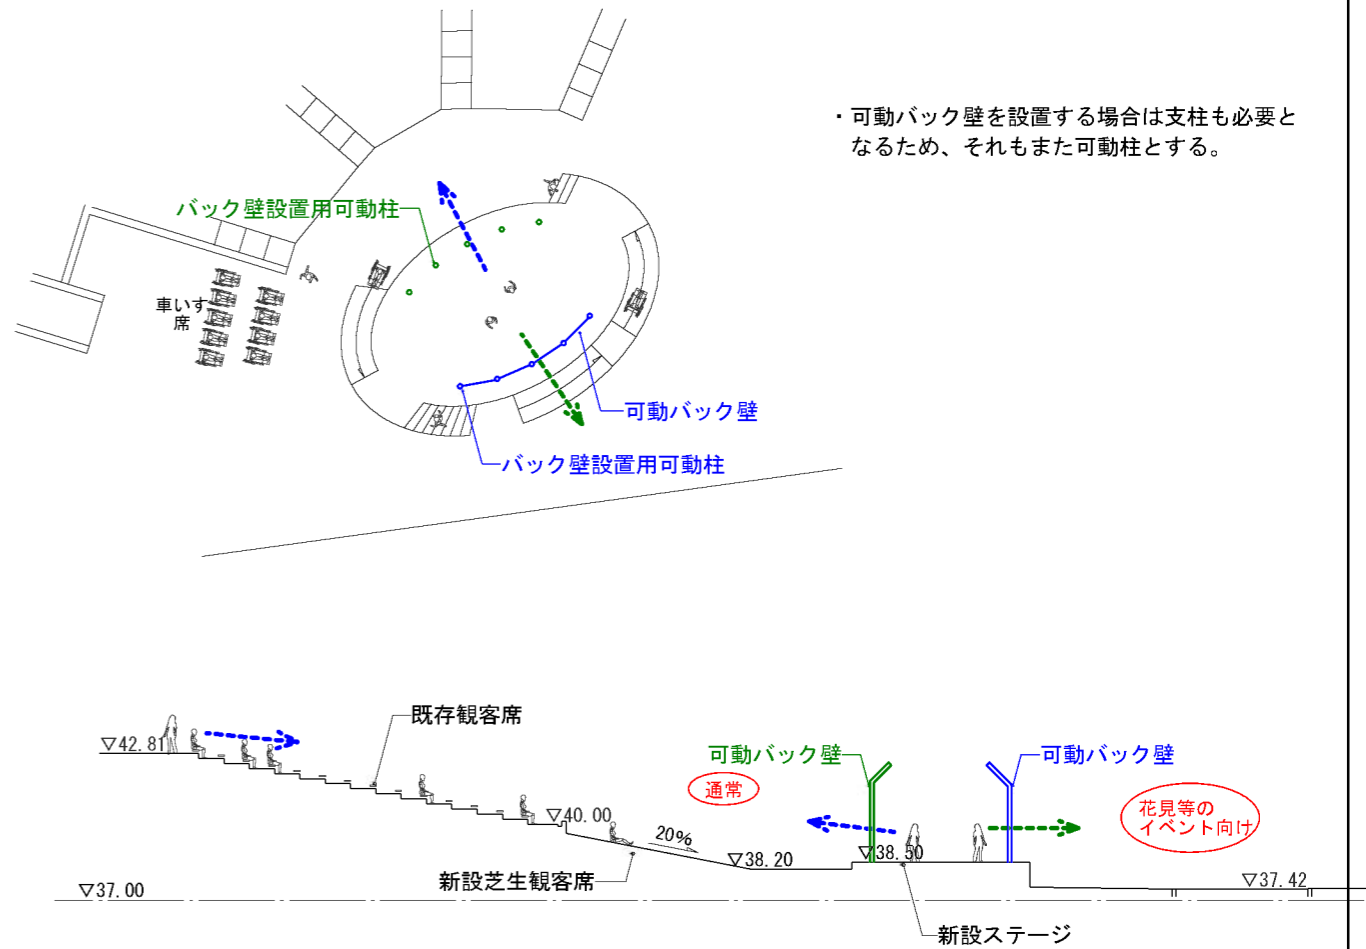 ・可動バック壁を設置する場合は支柱も必要と
なるため、それもまた可動柱とする。
バック壁設置用可動柱
車いす
席
可動バック壁
バック壁設置用可動柱
既存観客席
▽42.81
可動バック壁
可動バック壁
通常
花見等の
イベント向け
▽40.00
20%
▽38.20
▽38.50
新設芝生観客席
▽37.00
▽37.42
新設ステージ